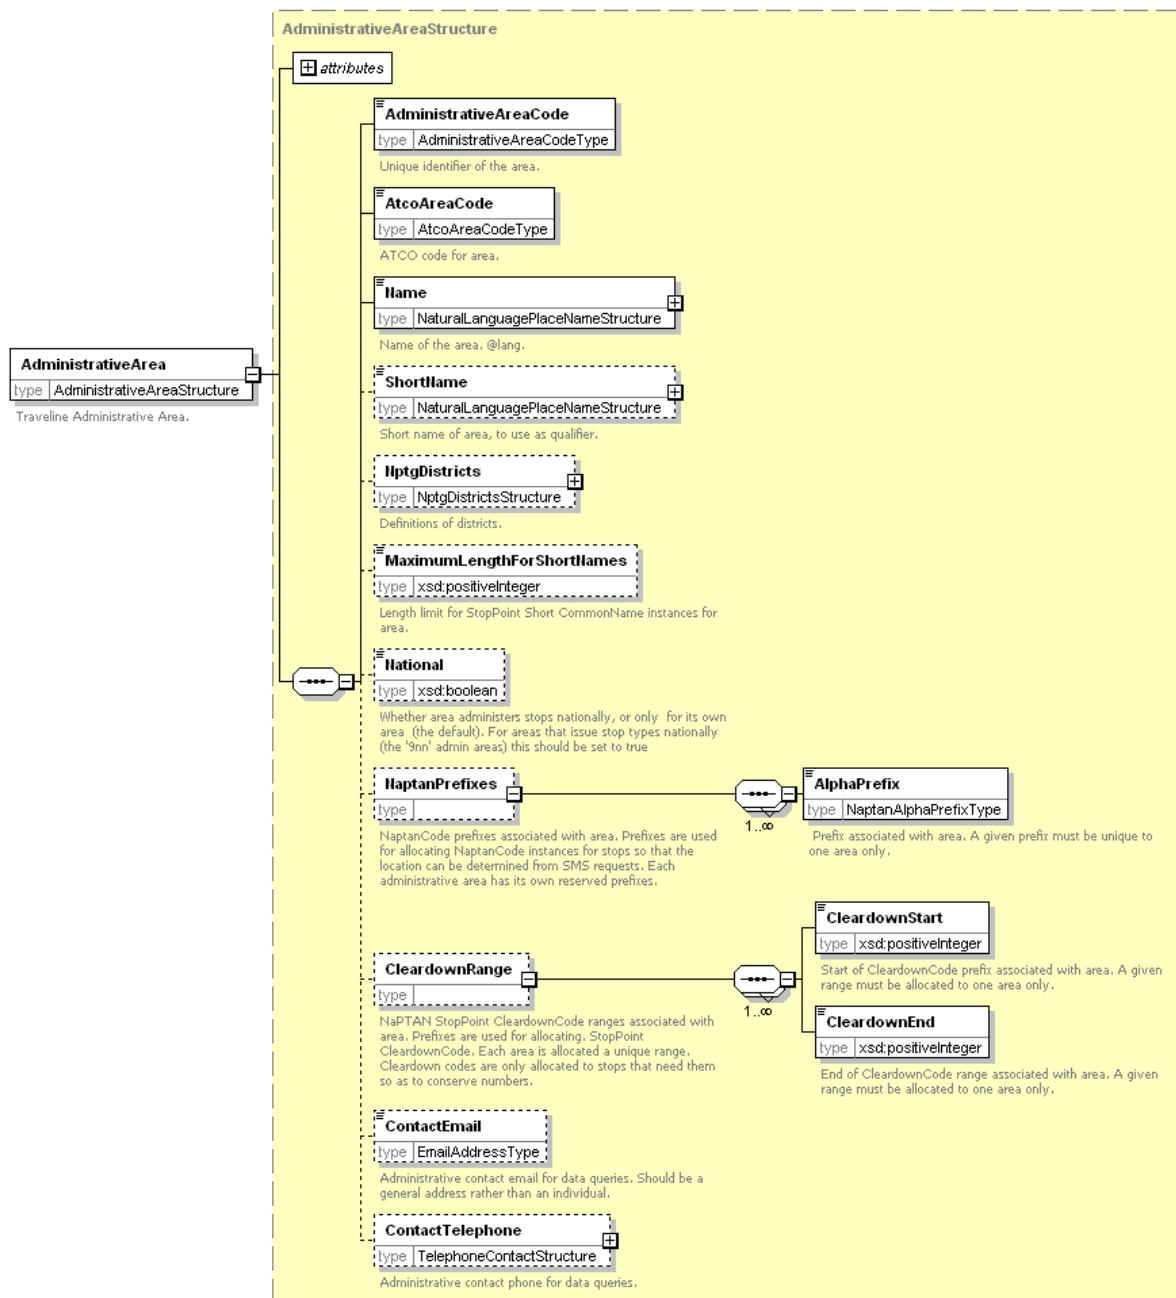 AdministrativeAreaStructure
attributes
AdministrativeAreaCode
type AdministrativeAreaCodeType
Unique identifier of the area.
AtcoAreaCode
type AtcoAreaCodeType
ATCO code for area.
Name
type NaturalLanguagePlaceNameStructure
Name of the area. @lang.
AdministrativeArea
type AdministrativeAreaStructure
Traveline Administrative Area.
ShortName
type NaturalLanguagePlaceNameStructure
Short name of area, to use as qualifier.
NptgDistricts
type NptgDistrictsStructure
Definitions of districts.
MaximumLengthForShortNames
type xsd:positiveInteger
Length limit for StopPoint Short CommonName instances for
area.
National
type xsd:boolean
Whether area administers stops nationally, or only for its own
area (the default). For areas that issue stop types nationally
(the '9nn' admin areas) this should be set to true
NaptanPrefixes
type
NaptanCode prefixes associated with area. Prefixes are used
for allocating NaptanCode instances for stops so that the
location can be determined from SMS requests. Each
administrative area has its own reserved prefixes.
1..∞
AlphaPrefix
type NaptanAlphaPrefixType
Prefix associated with area. A given prefix must be unique to
one area only.
CleardownRange
type
NaPTAN StopPoint CleardownCode ranges associated with
area. Prefixes are used for allocating. StopPoint
CleardownCode. Each area is allocated a unique range.
Cleardown codes are only allocated to stops that need them
so as to conserve numbers.
1..∞
CleardownStart
type xsd:positiveInteger
Start of CleardownCode prefix associated with area. A given
range must be allocated to one area only.
CleardownEnd
type xsd:positiveInteger
End of CleardownCode range associated with area. A given
range must be allocated to one area only.
ContactEmail
type EmailAddressType
Administrative contact email for data queries. Should be a
general address rather than an individual.
ContactTelephone
type TelephoneContactStructure
Administrative contact phone for data queries.